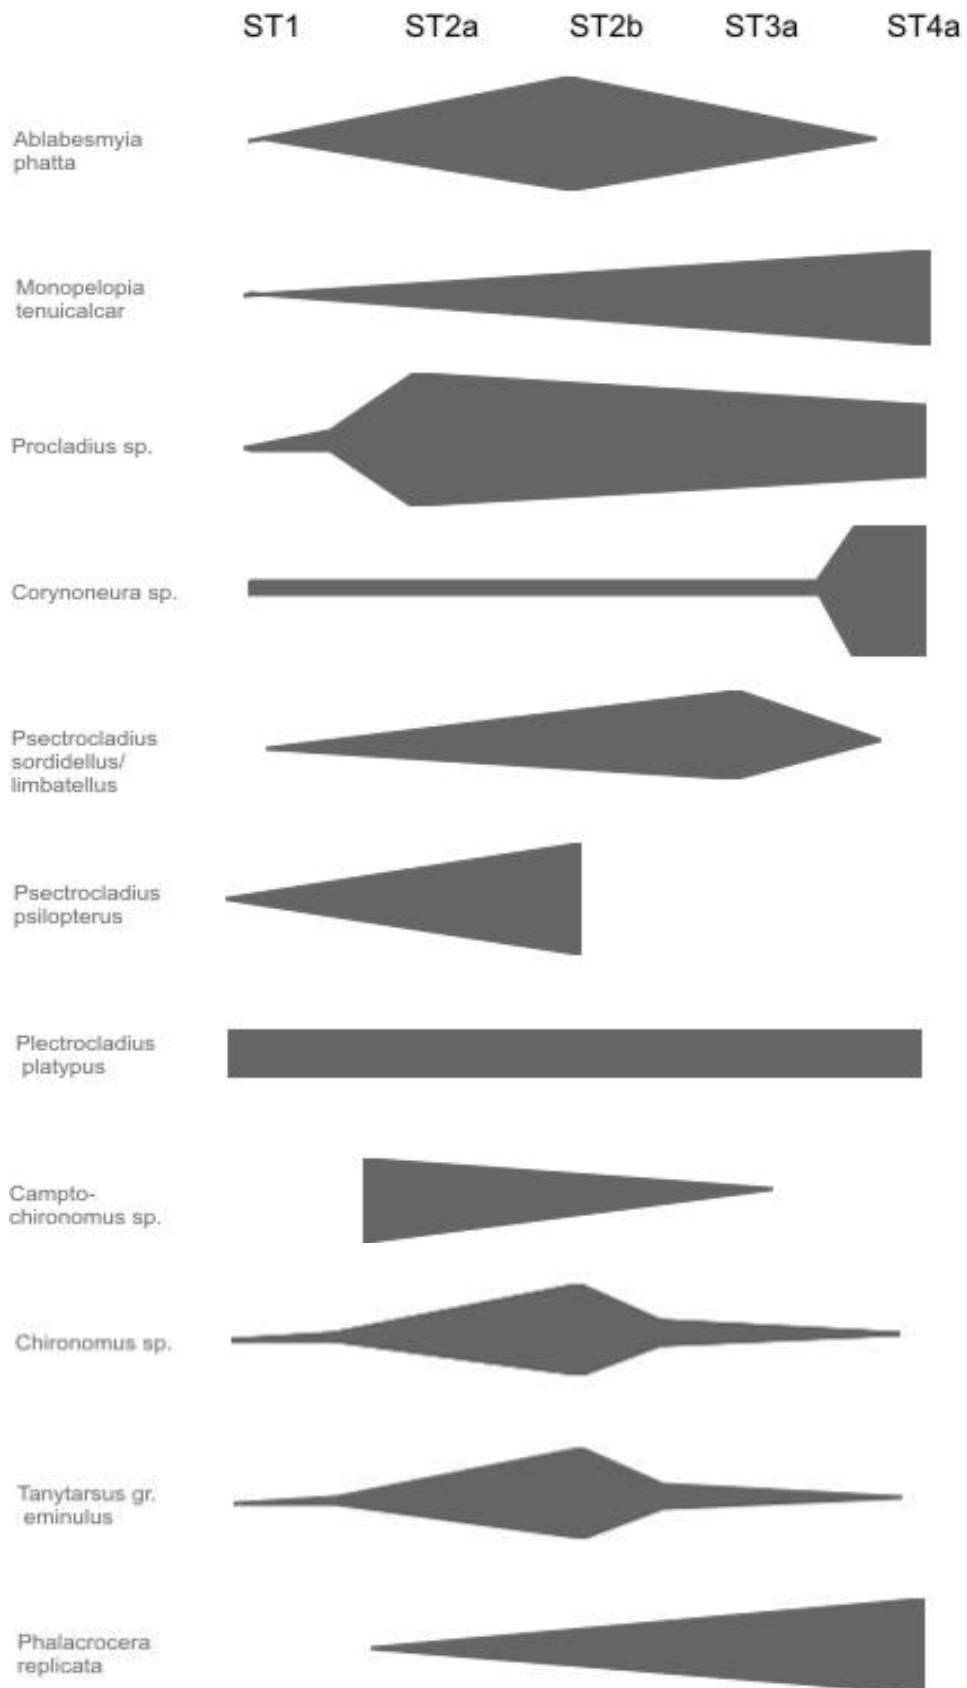 ST1 ST2a ST2b ST3a ST4a
Ablabesmyia
phatta
Monopelopia
tenuicalcar
Procladius sp.
Corynoneura sp.
Psectrocladius
sordidellus/
limbatellus
Psectrocladius
psilopterus
Plectrocladius
platypus
Campto-
chironomus sp.
Chironomus sp.
Tanytarsus gr.
eminulus
Phalacrocera
replicata